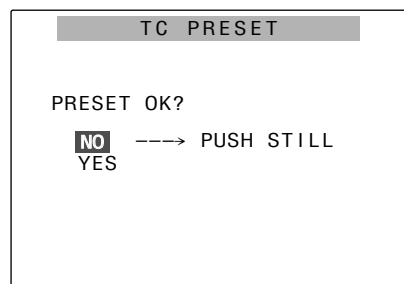 TC PRESET
PRESET OK?
NO ---→ PUSH STILL
YES